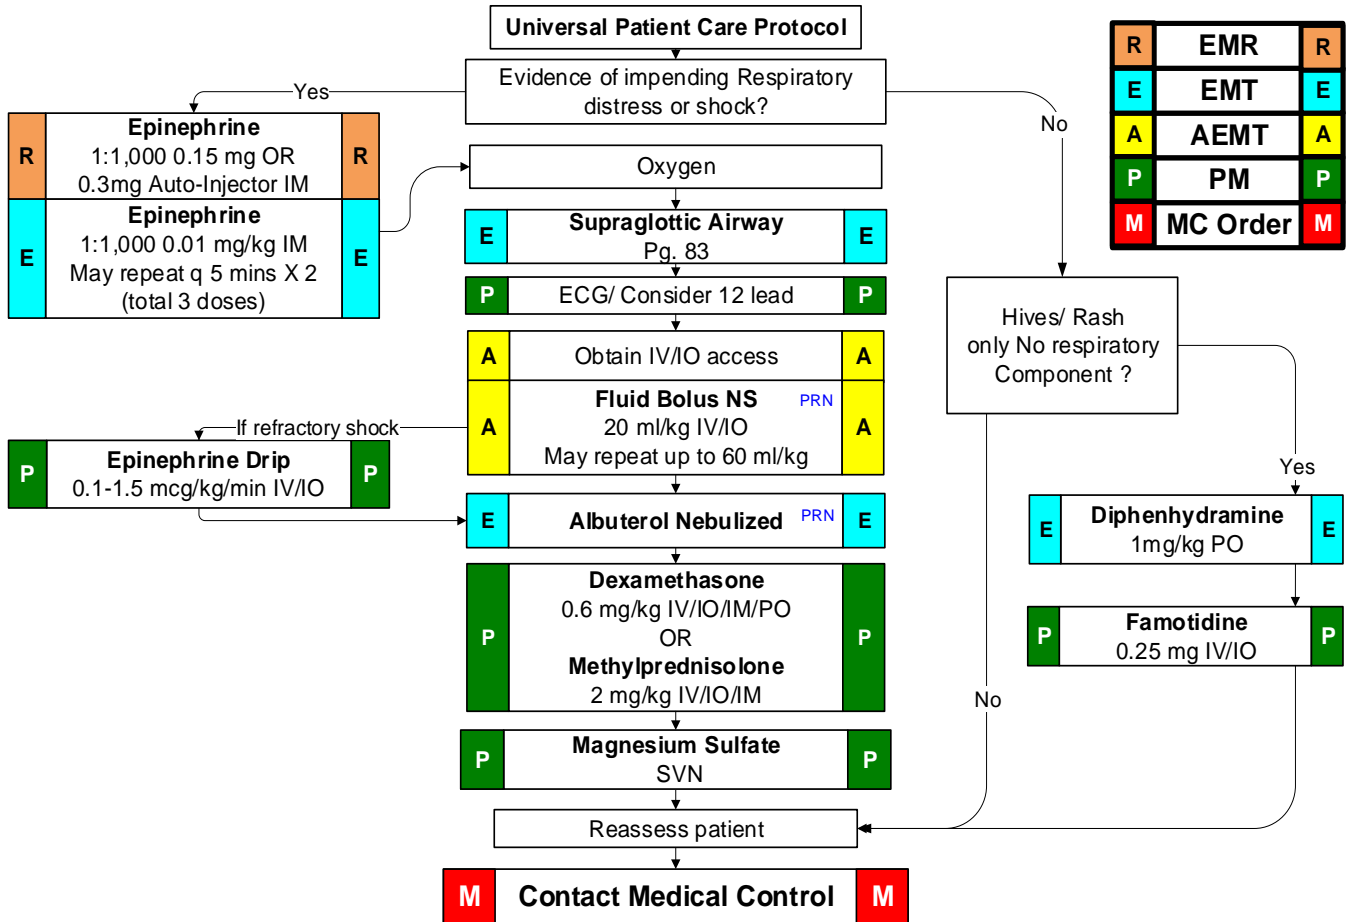 Universal Patient Care Protocol
Evidence of impending Respiratory
distress or shock?
Yes
No
R EMR R
E EMT E
A AEMT A
P PM P
M MC Order M
R
Epinephrine
1:1,000 0.15 mg OR
0.3mg Auto-Injector IM
R
E
Epinephrine
1:1,000 0.01 mg/kg IM
May repeat q 5 mins X 2
(total 3 doses)
E
Oxygen
E
Supraglottic Airway
Pg. 83
E
P ECG/ Consider 12 lead P
A Obtain IV/IO access A
A
Fluid Bolus NS PRN
20 ml/kg IV/IO
May repeat up to 60 ml/kg
A
If refractory shock
P
Epinephrine Drip
0.1-1.5 mcg/kg/min IV/IO
P
E Albuterol Nebulized PRN E
P
Dexamethasone
0.6 mg/kg IV/IO/IM/PO
OR
Methylprednisolone
2 mg/kg IV/IO/IM
P
P
Magnesium Sulfate
SVN
P
Hives/ Rash
only No respiratory
Component ?
Yes
No
E
Diphenhydramine
1mg/kg PO
E
P
Famotidine
0.25 mg IV/IO
P
Reassess patient
M Contact Medical Control M